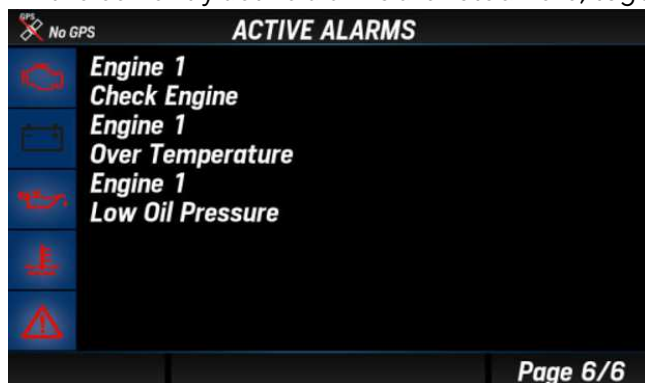 GPS
No GPS
ACTIVE ALARMS
Engine 1
Check Engine
Engine 1
Over Temperature
Engine 1
Low Oil Pressure
Page 6/6